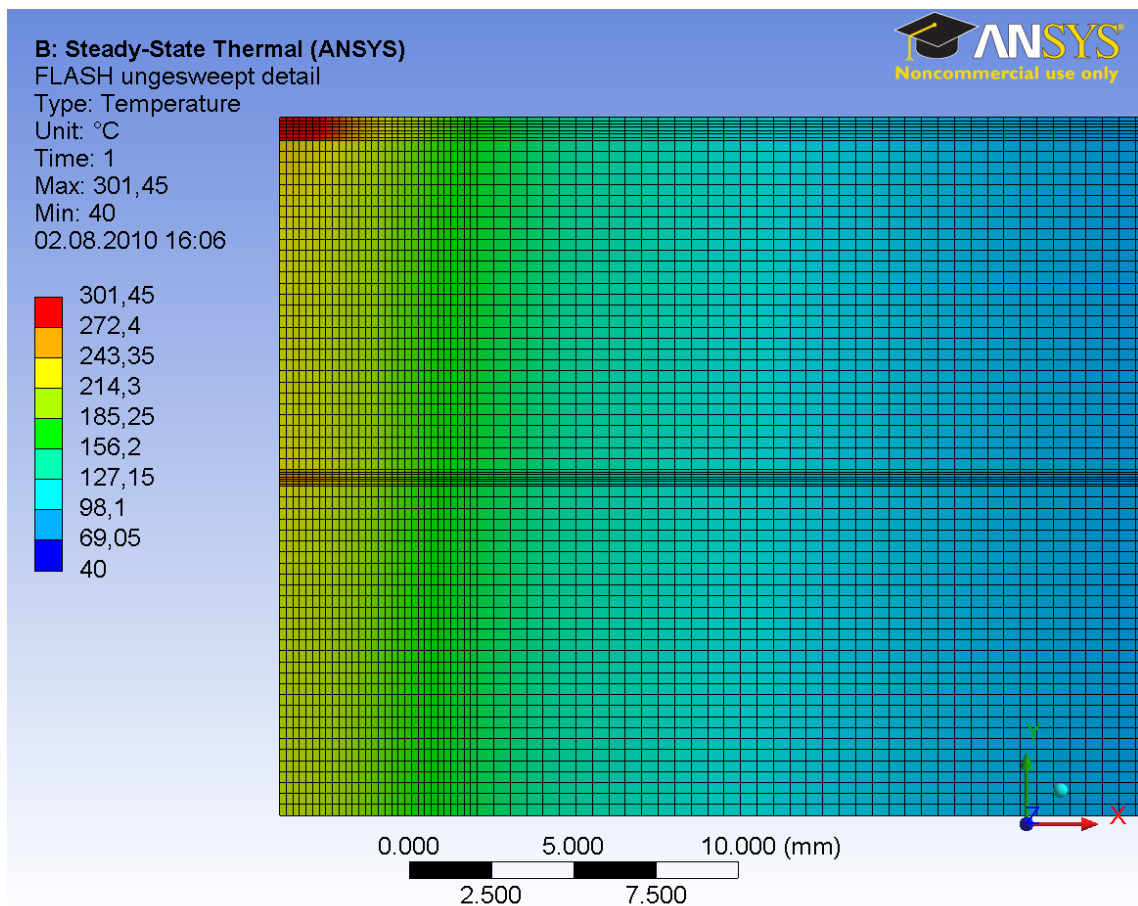 B: Steady-State Thermal (ANSYS)
FLASH ungesweept detail
Type: Temperature
Unit: °C
Time: 1
Max: 301,45
Min: 40
02.08.2010 16:06
ANSYS
Noncommercial use only
301,45
272,4
243,35
214,3
185,25
156,2
127,15
98,1
69,05
40
Y
Z
X
0.000 5.000 10.000 (mm)
2.500 7.500